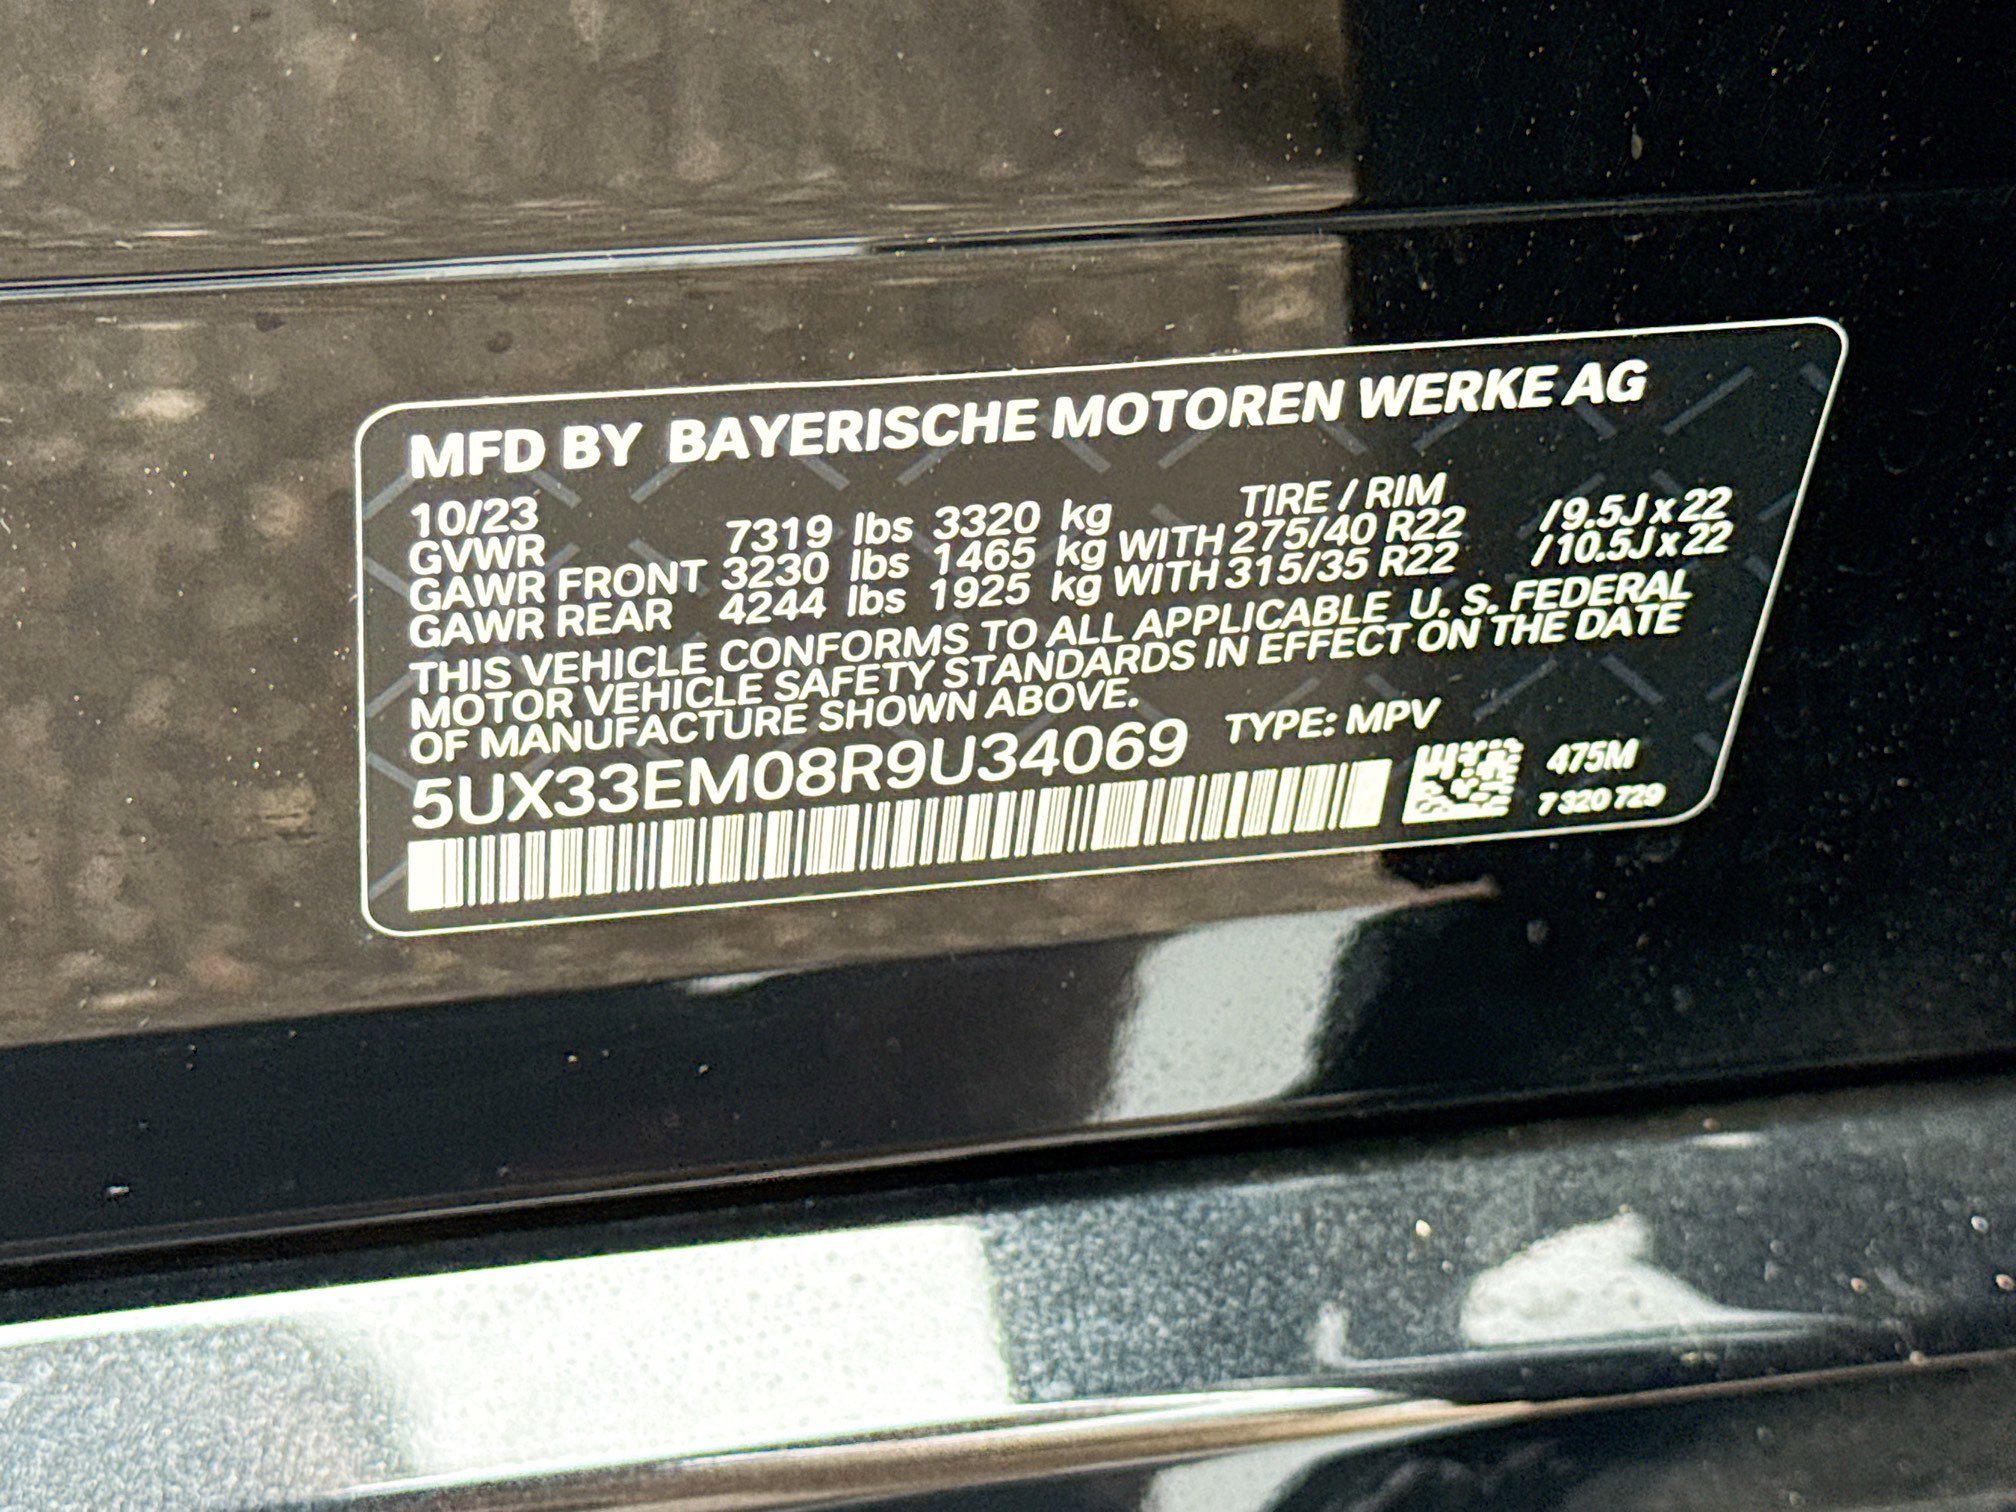 MFD BY BAYERISCHE MOTOREN WERKE AG
10/23 TIRE / RIM
GVWR 7319 lbs 3320 kg
GAWR FRONT 3230 lbs 1465 kg WITH 275/40 R22 /9.5J x 22
GAWR REAR 4244 lbs 1925 kg WITH 315/35 R22 /10.5J x 22
THIS VEHICLE CONFORMS TO ALL APPLICABLE U. S. FEDERAL
MOTOR VEHICLE SAFETY STANDARDS IN EFFECT ON THE DATE
OF MANUFACTURE SHOWN ABOVE.
5UX33EM08R9U34069 TYPE: MPV
475M
7 320 729